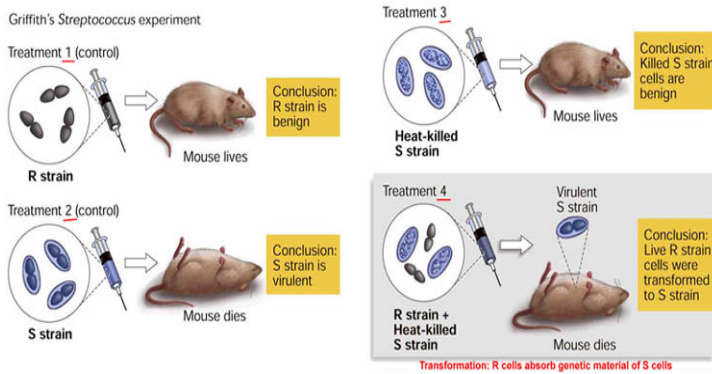 Griffith's Streptococcus experiment
Treatment 1 (control)
R strain
Mouse lives
Conclusion:
R strain is
benign
Treatment 2 (control)
S strain
Mouse dies
Conclusion:
S strain is
virulent
Treatment 3
Heat-killed
S strain
Mouse lives
Conclusion:
Killed S strain
cells are
benign
Treatment 4
R strain +
Heat-killed
S strain
Virulent
S strain
Mouse dies
Conclusion:
Live R strain
cells were
transformed
to S strain
Transformation: R cells absorb genetic material of S cells